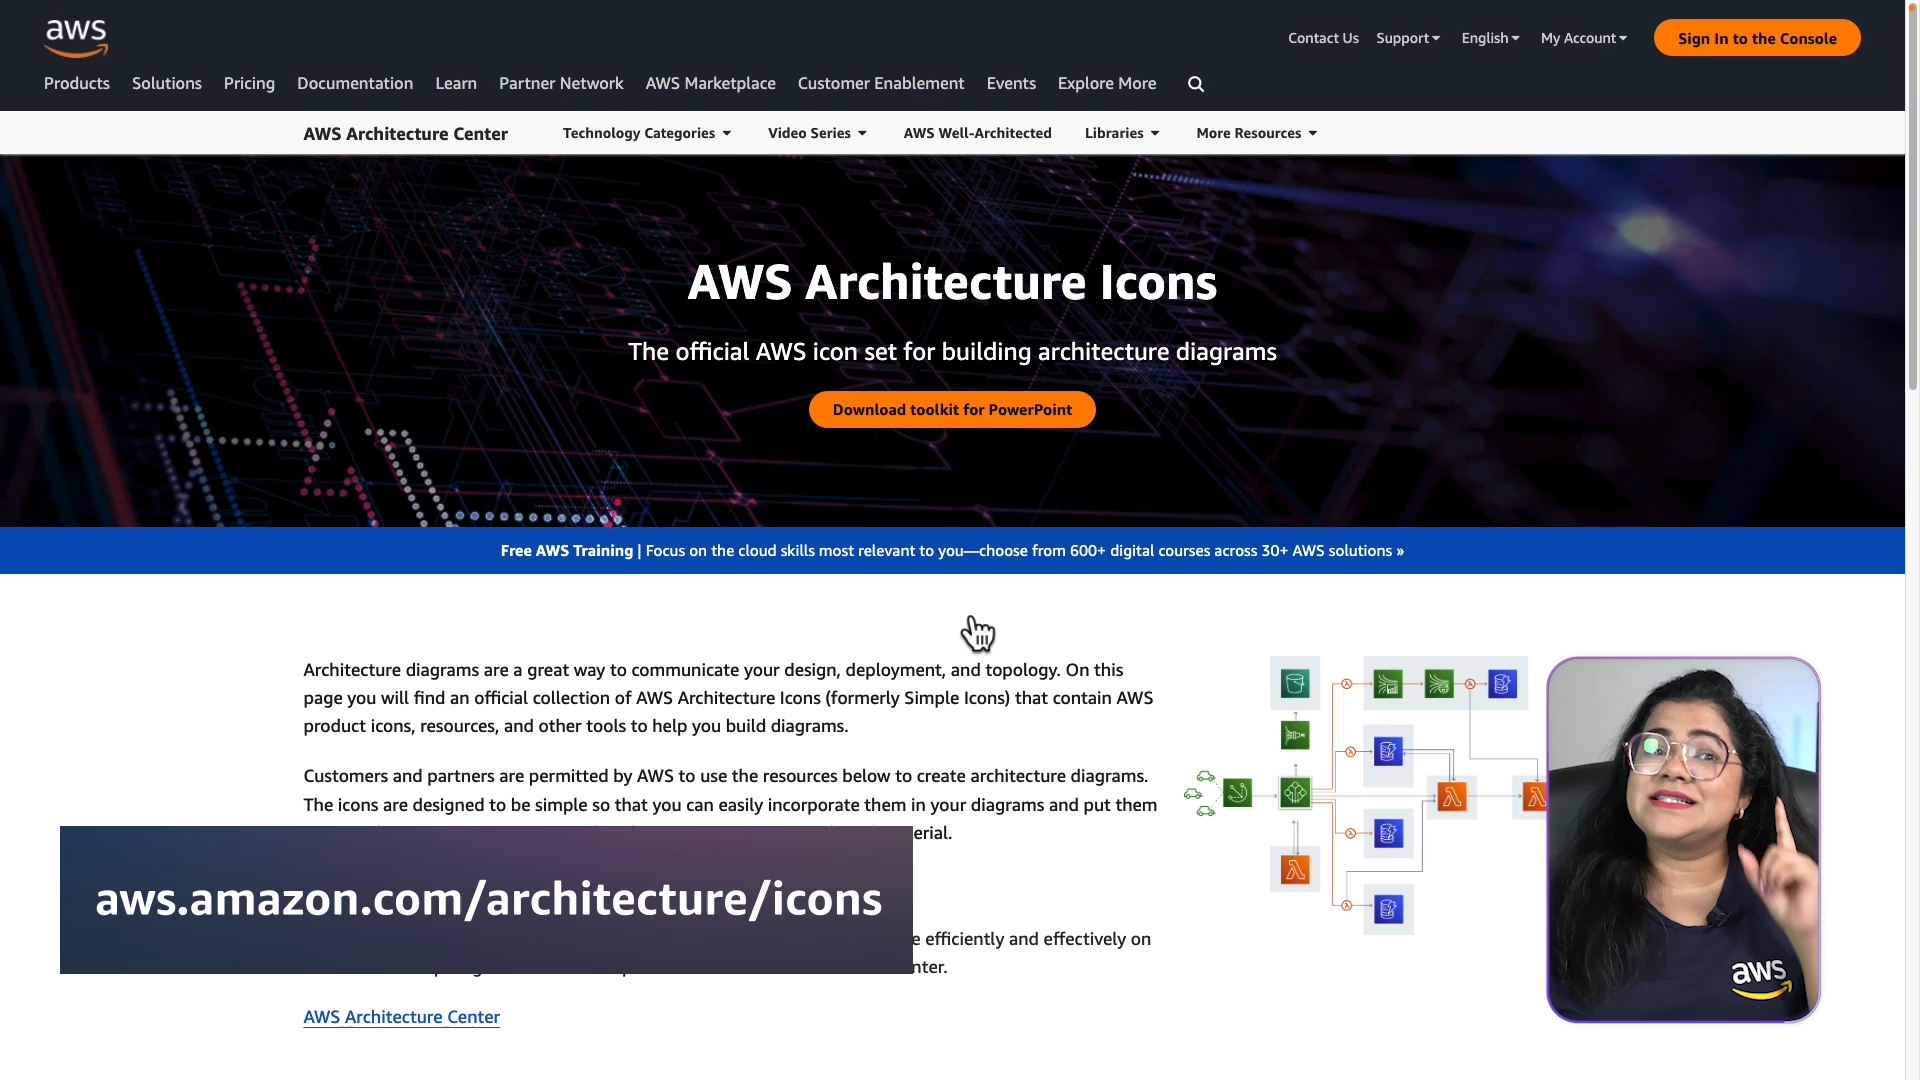 aws
Contact Us Support English My Account Sign In to the Console
Products Solutions Pricing Documentation Learn Partner Network AWS Marketplace Customer Enablement Events Explore More
AWS Architecture Center Technology Categories Video Series AWS Well-Architected Libraries More Resources
AWS Architecture Icons
The official AWS icon set for building architecture diagrams
Download toolkit for PowerPoint
Free AWS Training | Focus on the cloud skills most relevant to you—choose from 600+ digital courses across 30+ AWS solutions »
Architecture diagrams are a great way to communicate your design, deployment, and topology. On this
page you will find an official collection of AWS Architecture Icons (formerly Simple Icons) that contain AWS
product icons, resources, and other tools to help you build diagrams.
Customers and partners are permitted by AWS to use the resources below to create architecture diagrams.
The icons are designed to be simple so that you can easily incorporate them in your diagrams and put them
erial.
aws.amazon.com/architecture/icons
e efficiently and effectively on
nter.
AWS Architecture Center
aws